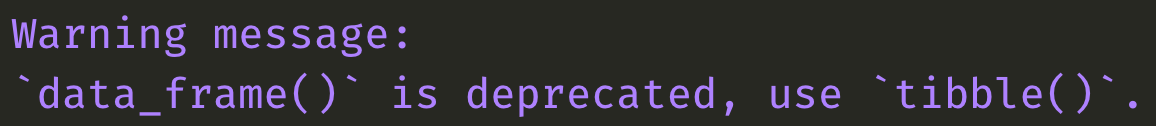 Warning message:
`data_frame()` is deprecated, use `tibble()`.